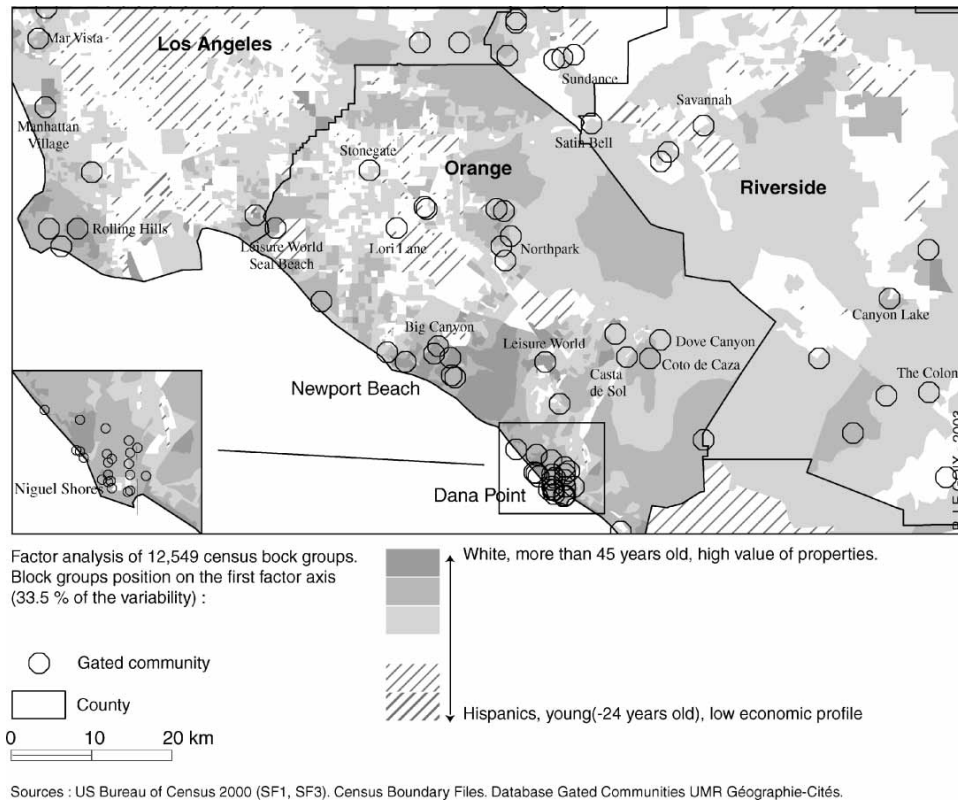 Mar Vista
Los Angeles
Sundance
Savannah
Manhattan
Village
Satin Bell
Stonegate
Orange
Riverside
Rolling Hills
Leisure World
Seal Beach
Lori Lane
Northpark
Canyon Lake
Big Canyon
Leisure World
Dove Canyon
Casta
de Sol
Coto de Caza
The Colon
Newport Beach
Niguel Shores
Dana Point
2003
Factor analysis of 12,549 census bock groups.
Block groups position on the first factor axis
(33.5 % of the variability) :
White, more than 45 years old, high value of properties.
Gated community
County
Hispanics, young(-24 years old), low economic profile
0 10 20 km
Sources : US Bureau of Census 2000 (SF1, SF3). Census Boundary Files. Database Gated Communities UMR Géographie-Cités.